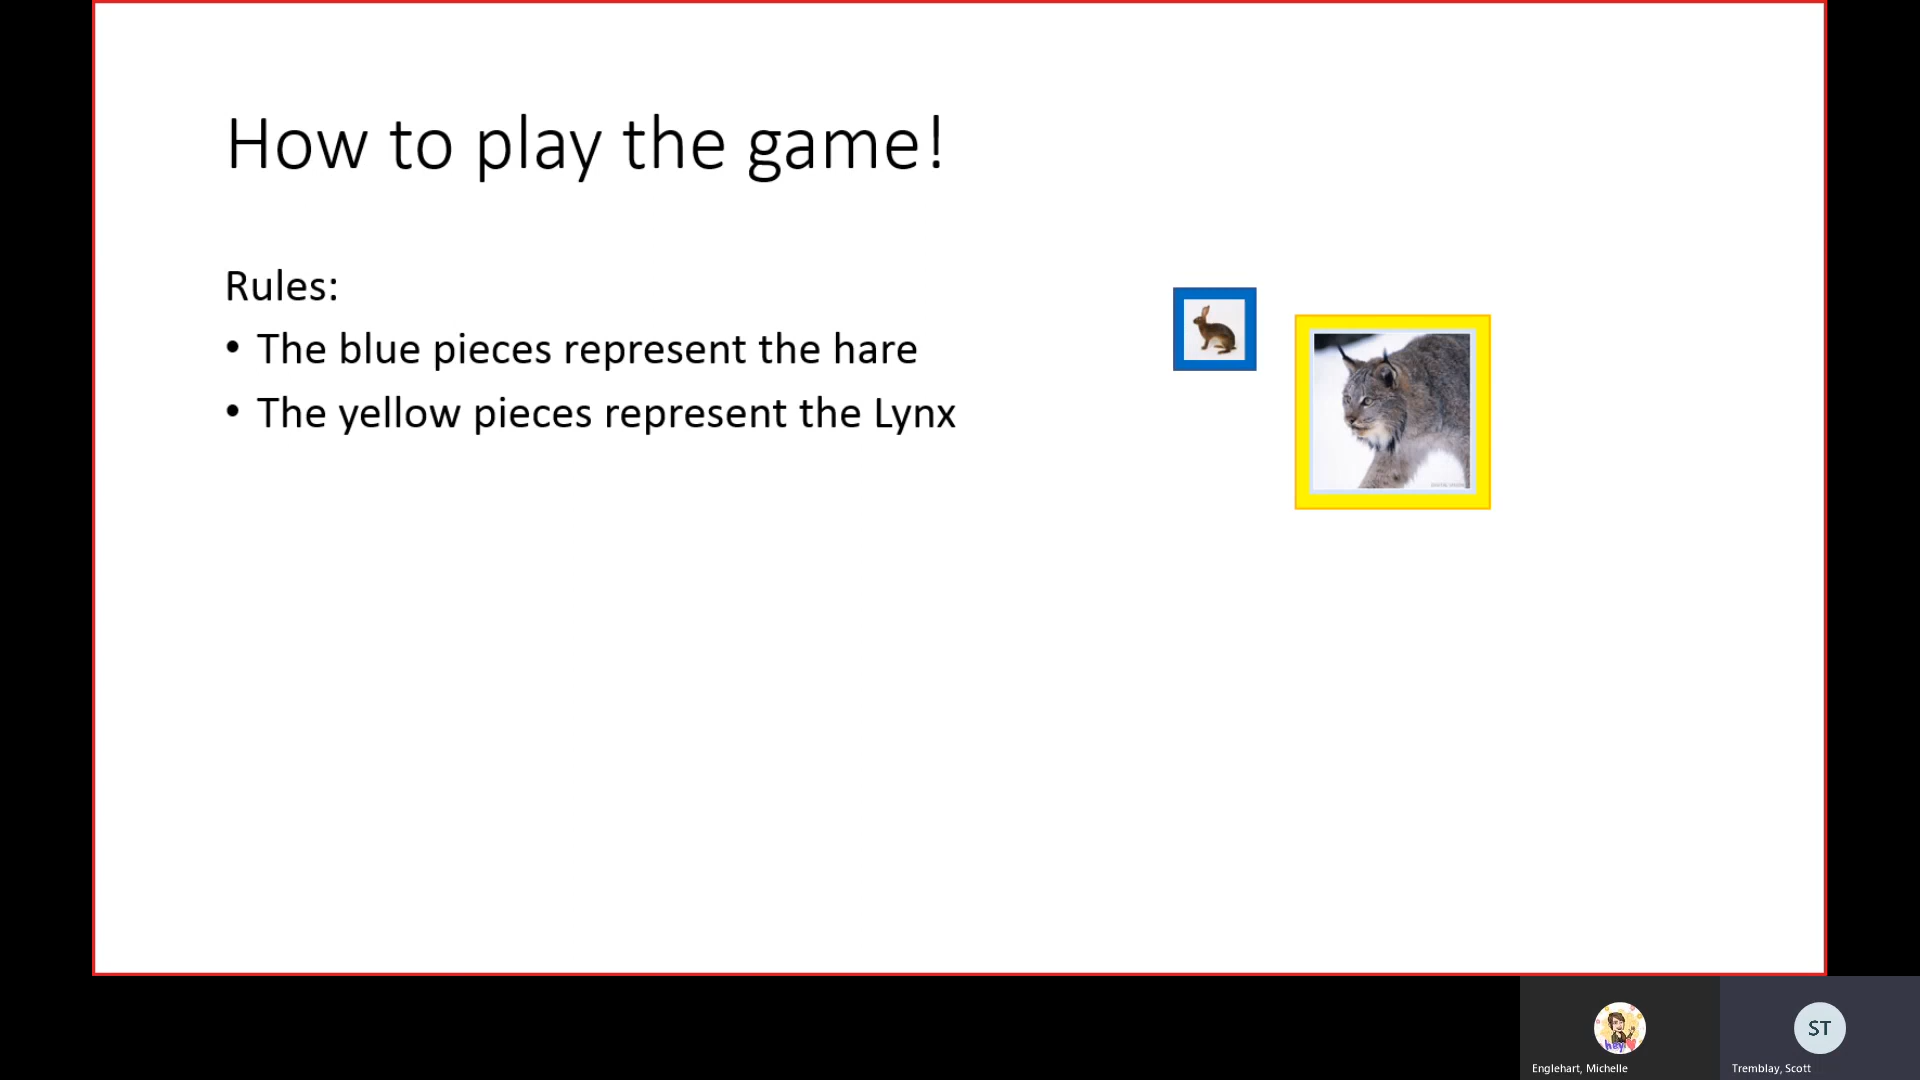 How to play the game!
Rules:
• The blue pieces represent the hare
• The yellow pieces represent the Lynx
hey!
ST
Englehart, Michelle
Tremblay, Scott